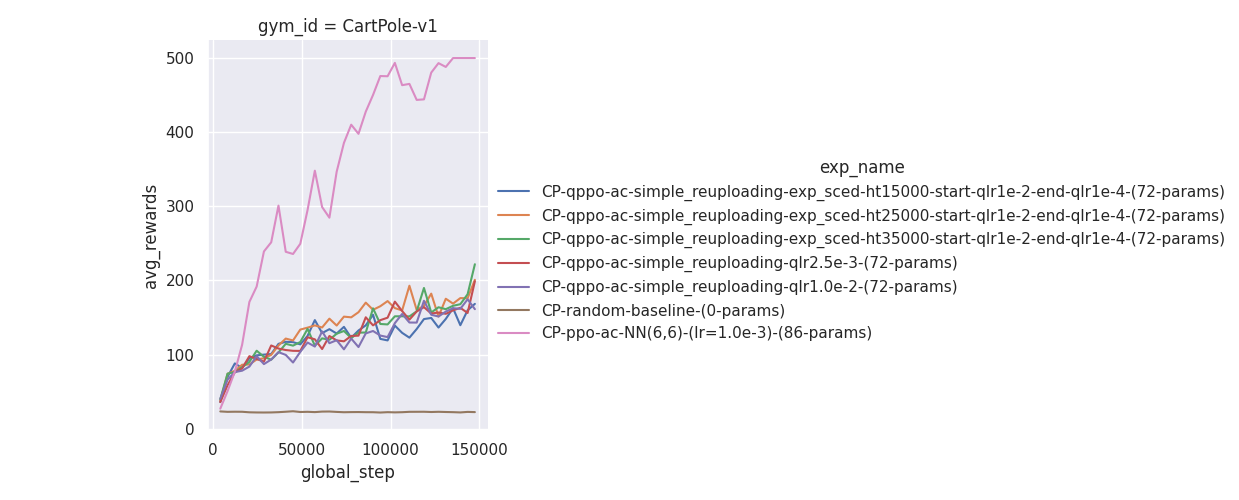 gym_id = CartPole-v1
500
400
300
200
100
0
avg_rewards
0
50000
100000
150000
global_step
exp_name
CP-qppo-ac-simple_reuploading-exp_sced-ht15000-start-qlr1e-2-end-qlr1e-4-(72-params)
CP-qppo-ac-simple_reuploading-exp_sced-ht25000-start-qlr1e-2-end-qlr1e-4-(72-params)
CP-qppo-ac-simple_reuploading-exp_sced-ht35000-start-qlr1e-2-end-qlr1e-4-(72-params)
CP-qppo-ac-simple_reuploading-qlr2.5e-3-(72-params)
CP-qppo-ac-simple_reuploading-qlr1.0e-2-(72-params)
CP-random-baseline-(0-params)
CP-ppo-ac-NN(6,6)-(lr=1.0e-3)-(86-params)